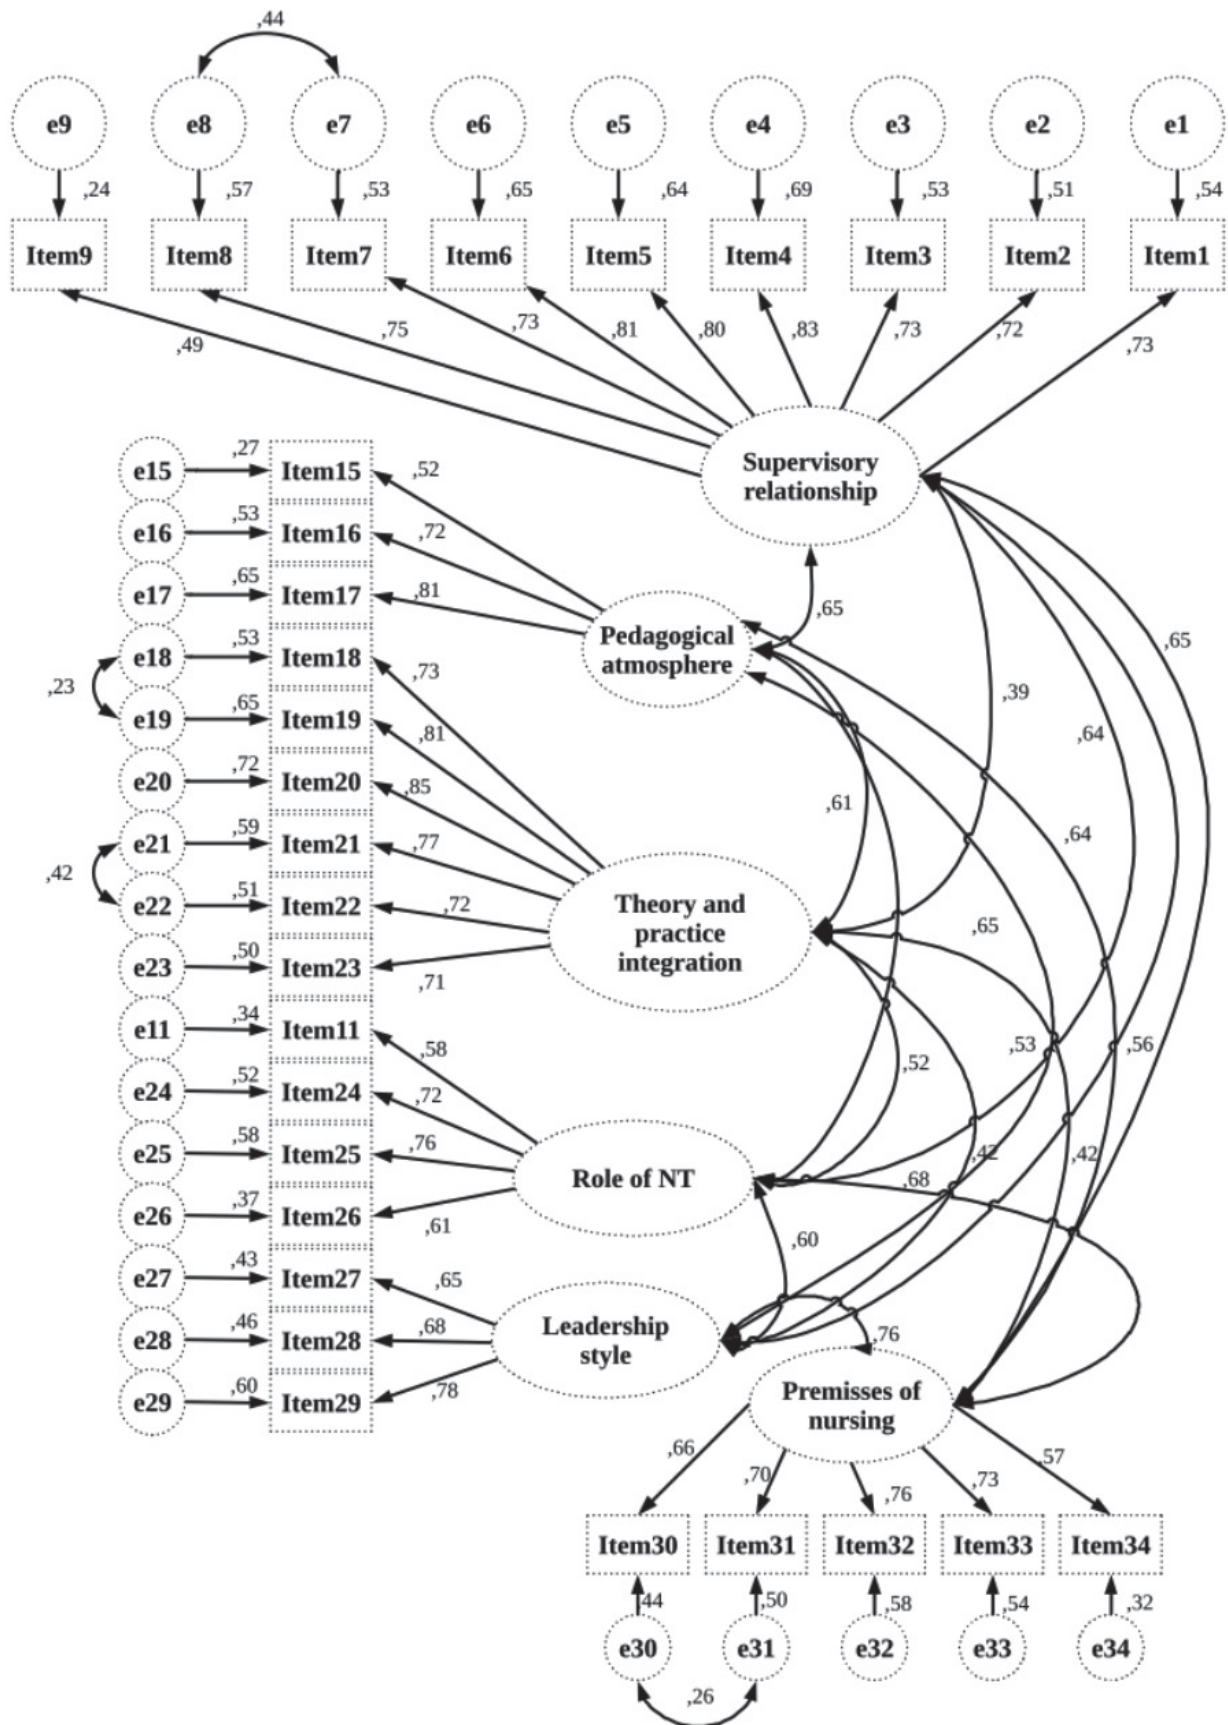 ,44
e9 e8 e7 e6 e5 e4 e3 e2 e1
,24 ,57 ,53 ,65 ,64 ,69 ,53 ,51 ,54
Item9 Item8 Item7 Item6 Item5 Item4 Item3 Item2 Item1
,49 ,75 ,73 ,81 ,80 ,83 ,73 ,72 ,73
Supervisory
relationship
e15 ,27 Item15 ,52
e16 ,53 Item16 ,72
e17 ,65 Item17 ,81
e18 ,53 Item18 ,73
,23
e19 ,65 Item19 ,81
e20 ,72 Item20 ,85
e21 ,59 Item21 ,77
,42
e22 ,51 Item22 ,72
e23 ,50 Item23 ,71
e11 ,34 Item11 ,58
e24 ,52 Item24 ,72
e25 ,58 Item25 ,76
e26 ,37 Item26 ,61
e27 ,43 Item27 ,65
e28 ,46 Item28 ,68
e29 ,60 Item29 ,78
Pedagogical
atmosphere
Theory and
practice
integration
Role of NT
Leadership
style
,65
,65
,39
,64
,61
,64
,65
,53
,56
,52
,42
,42
,68
,60
,76
Premisses of
nursing
,66 ,70 ,76 ,73 ,57
Item30 Item31 Item32 Item33 Item34
,44 ,50 ,58 ,54 ,32
e30 e31 e32 e33 e34
,26